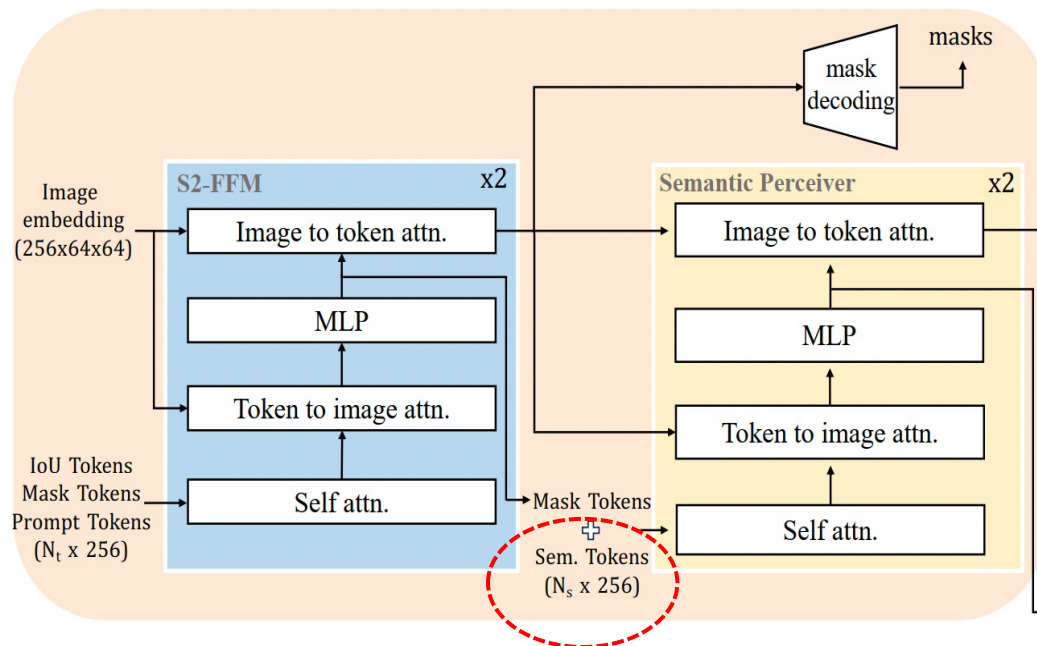 masks
mask
decoding
S2-FFM
x2
Semantic Perceiver
x2
Image
embedding
(256x64x64)
Image to token attn.
MLP
Token to image attn.
Self attn.
IoU Tokens
Mask Tokens
Prompt Tokens
(Nₜ x 256)
Mask Tokens
Sem. Tokens
(Nₛ x 256)
Image to token attn.
MLP
Token to image attn.
Self attn.